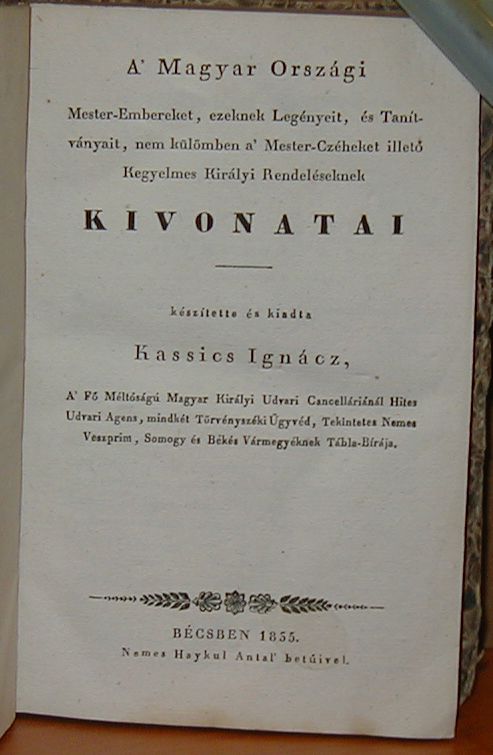 A' Magyar Országi
Mester-Embereket, ezeknek Legényeit, és Tanít-
ványait, nem külömben a' Mester-Czéheket illető
Kegyelmes Királyi Rendeléseknek
KIVONATAI
készítette és kiadta
Kassics Ignácz,
A' Fő Méltóságú Magyar Királyi Udvari Cancelláriánál Hites
Udvari Agens, mindkét Törvényszéki Ügyvéd, Tekintetes Nemes
Veszprim, Somogy és Békés Vármegyéknek Tábla-Bírája.
BÉCSBEN 1835.
Nemes Haykul Antal' betűivel.